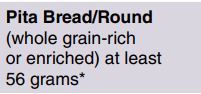 Pita Bread/Round
(whole grain-rich
or enriched) at least
56 grams*